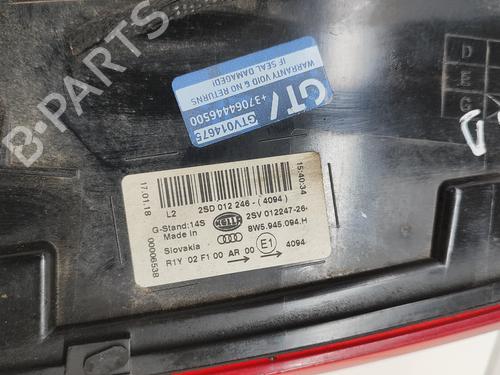 B-PARTS
WARRANTY VOID & NO RETURNS
IF SEAL DAMAGED!
GT/
+37064446500
GTV014675
D
E
G
17.01.18
00006538
15:40:34
L2 2SD 012 246-(4094)
G-Stand:14S HELLA 2SV 012247-26-
Made in
Slovakia 8W5.945.094.H
R1Y 02 F1 00 AR 00 E1 4094